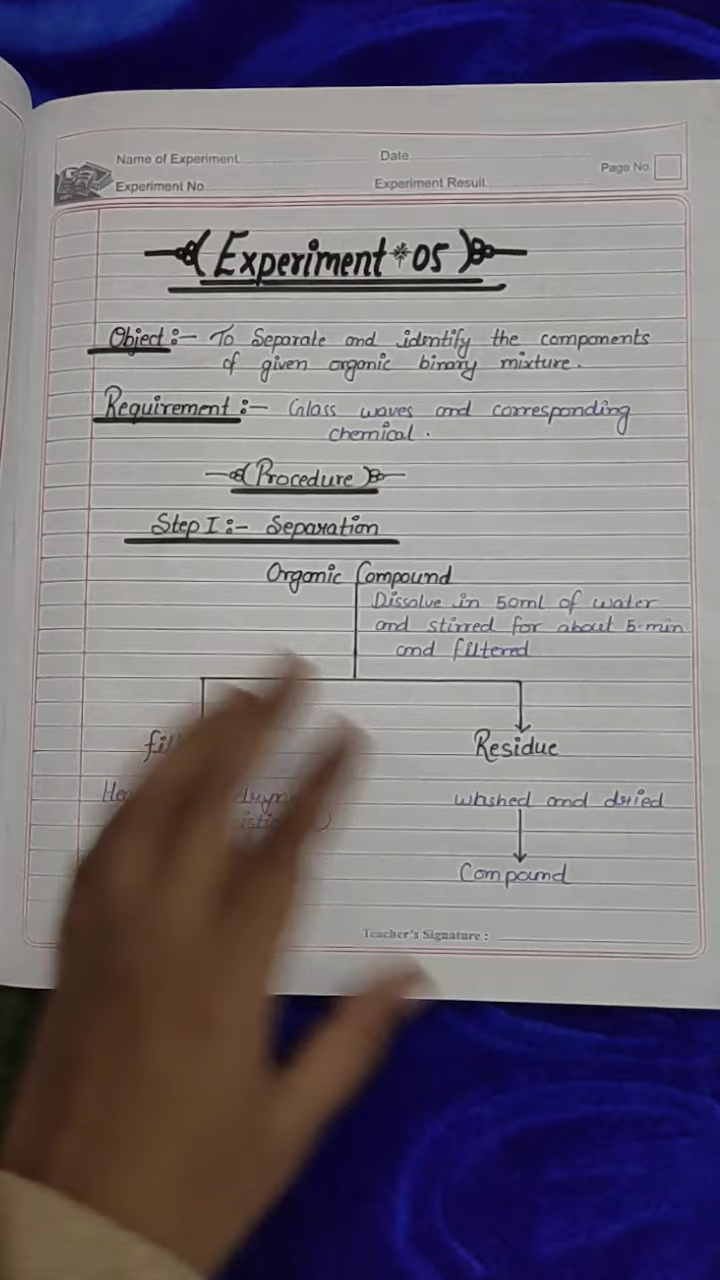 Name of Experiment
Date
Page No.
Experiment No.
Experiment Result
Experiment * 05
Object :- To Separate and identify the components
of given organic binary mixture.
Requirement :- Glass waves and corresponding
chemical.
Procedure
Step I :- Separation
Organic Compound
Dissolve in 50ml of water
and stirred for about 5-min
and filtered
Residue
washed and dried
Compound
Teacher's Signature :